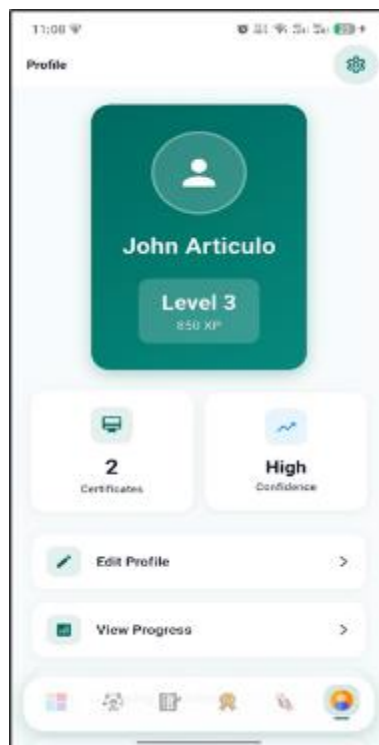 11:08
Profile
John Articulo
Level 3
850 XP
2
Certificates
High
Confidence
Edit Profile
View Progress